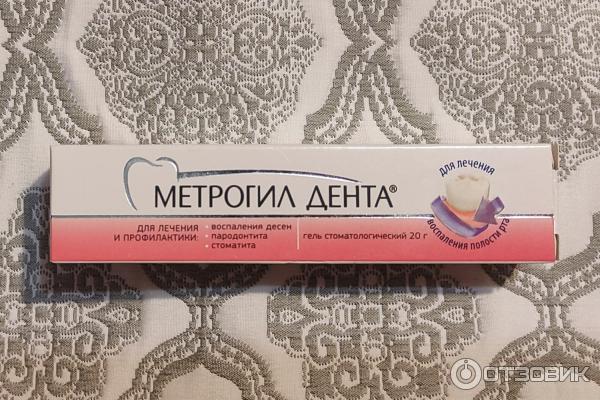 МЕТРОГИЛ ДЕНТА®
ДЛЯ ЛЕЧЕНИЯ
И ПРОФИЛАКТИКИ:
• воспаления десен
• пародонтита
• стоматита
гель стоматологический 20 г
для лечения
воспаления полости рта
ОТЗОВИК